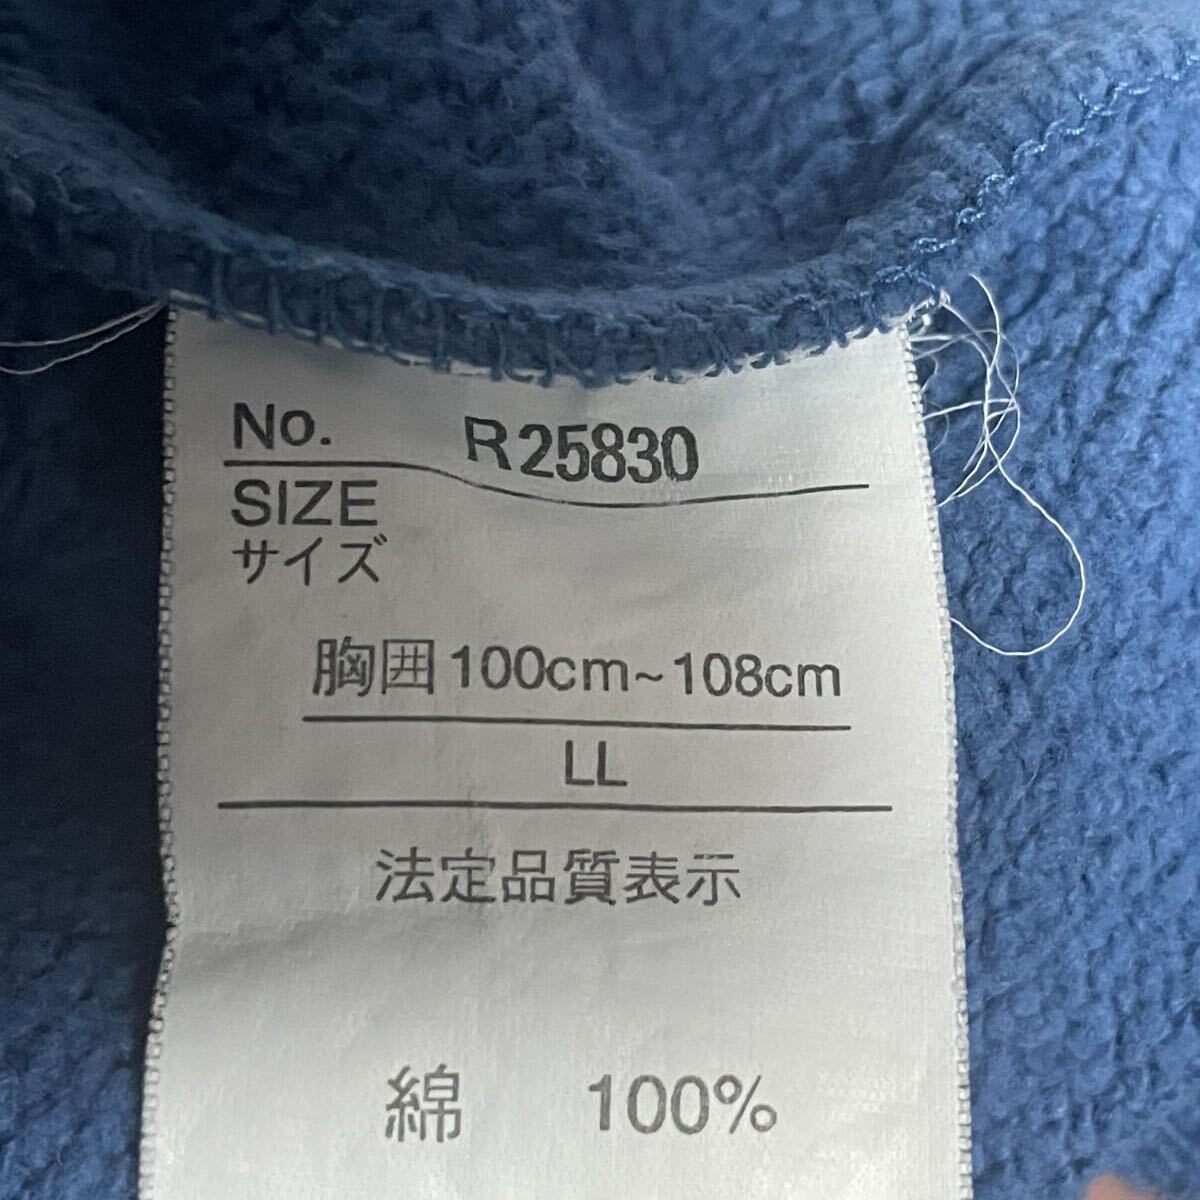 No. R25830
SIZE
サイズ
胸囲100cm~108cm
LL
法定品質表示
綿 100%